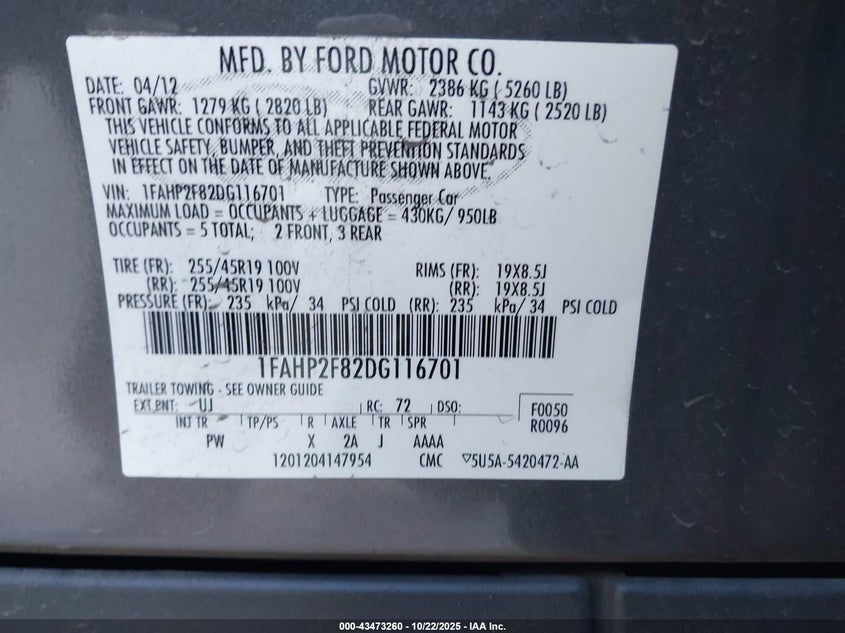 MFD. BY FORD MOTOR CO.
DATE: 04/12 GVWR: 2386 KG ( 5260 LB)
FRONT GAWR: 1279 KG ( 2820 LB) REAR GAWR: 1143 KG ( 2520 LB)
THIS VEHICLE CONFORMS TO ALL APPLICABLE FEDERAL MOTOR
VEHICLE SAFETY, BUMPER, AND THEFT PREVENTION STANDARDS
IN EFFECT ON THE DATE OF MANUFACTURE SHOWN ABOVE.
VIN: 1FAHP2F82DG116701 TYPE: Passenger Car
MAXIMUM LOAD = OCCUPANTS + LUGGAGE = 430KG/ 950LB
OCCUPANTS = 5 TOTAL; 2 FRONT, 3 REAR
TIRE (FR): 255/45R19 100V RIMS (FR): 19X8.5J
(RR): 255/45R19 100V (RR): 19X8.5J
PRESSURE (FR): 235 kPa/ 34 PSI COLD (RR): 235 kPa/ 34 PSI COLD
1FAHP2F82DG116701
TRAILER TOWING - SEE OWNER GUIDE
EXT PNT: UJ RC: 72 DSO: F0050
R0096
INT TR TP/PS R AXLE TR SPR
PW X 2A J AAAA
1201204147954 CMC ▽5U5A-5420472-AA
000-43473260 - 10/22/2025 - IAA Inc.